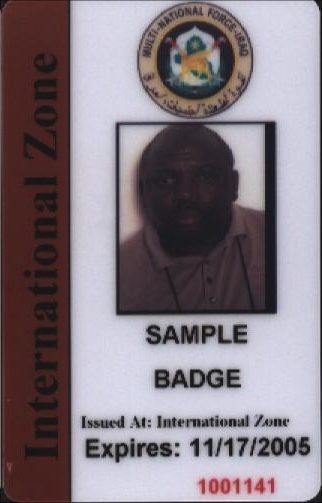 MULTI-NATIONAL FORCE-IRAQ
International Zone
SAMPLE
BADGE
Issued At: International Zone
Expires: 11/17/2005
1001141